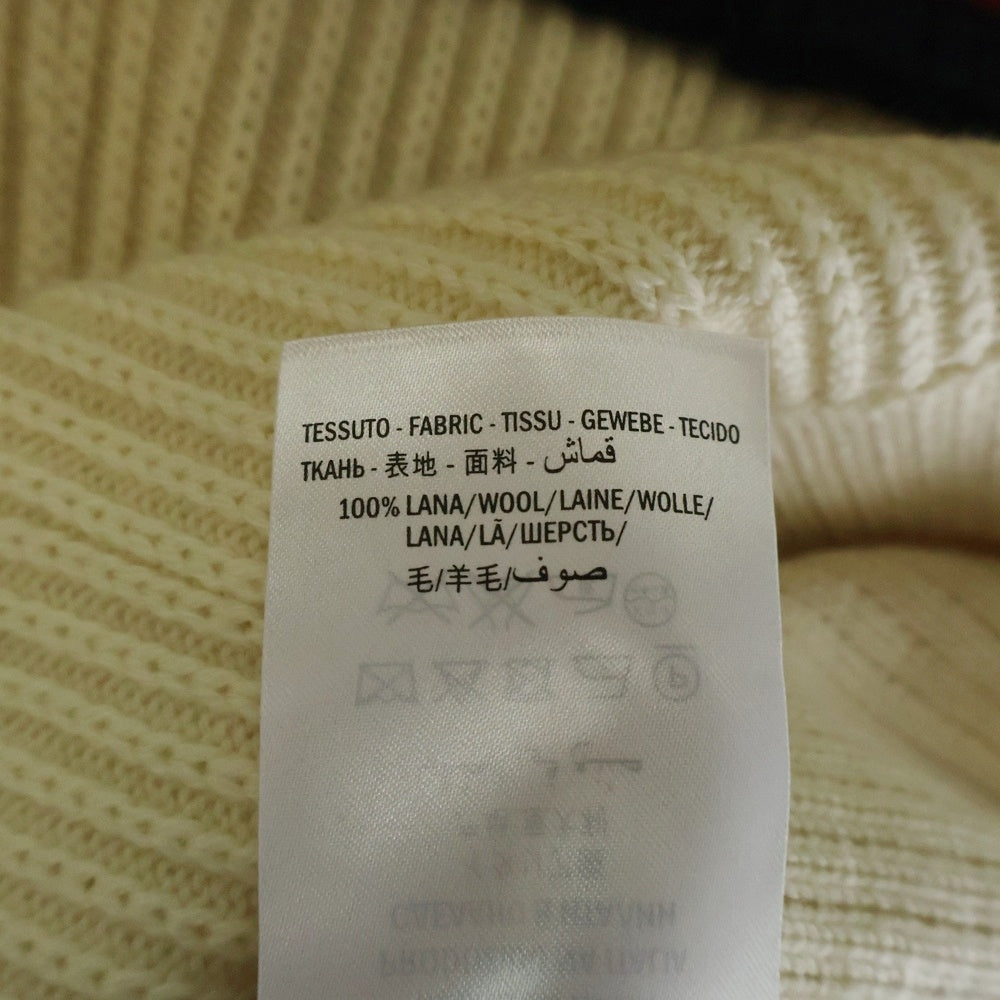 TESSUTO - FABRIC - TISSU - GEWEBE - TECIDO
ТКАНЬ - 表地 - 面料 - قماش
100% LANA/WOOL/LAINE/WOLLE/
LANA/LÃ/ШЕРСТЬ/
毛/羊毛/صوف